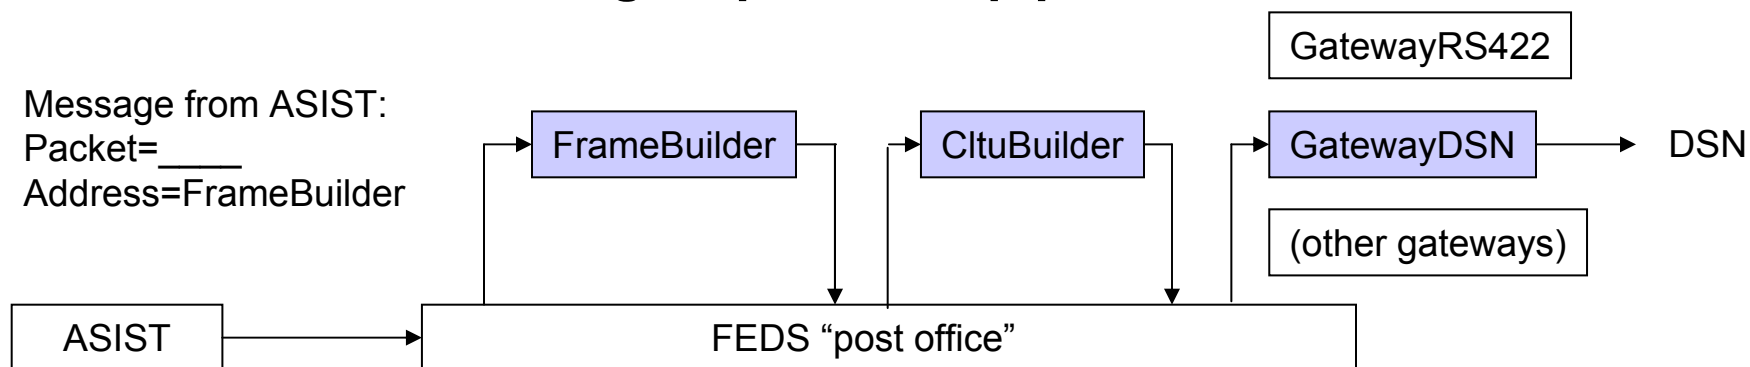 GatewayRS422
Message from ASIST:
Packet=____
Address=FrameBuilder
FrameBuilder
CltuBuilder
GatewayDSN
DSN
(other gateways)
ASIST
FEDS “post office”